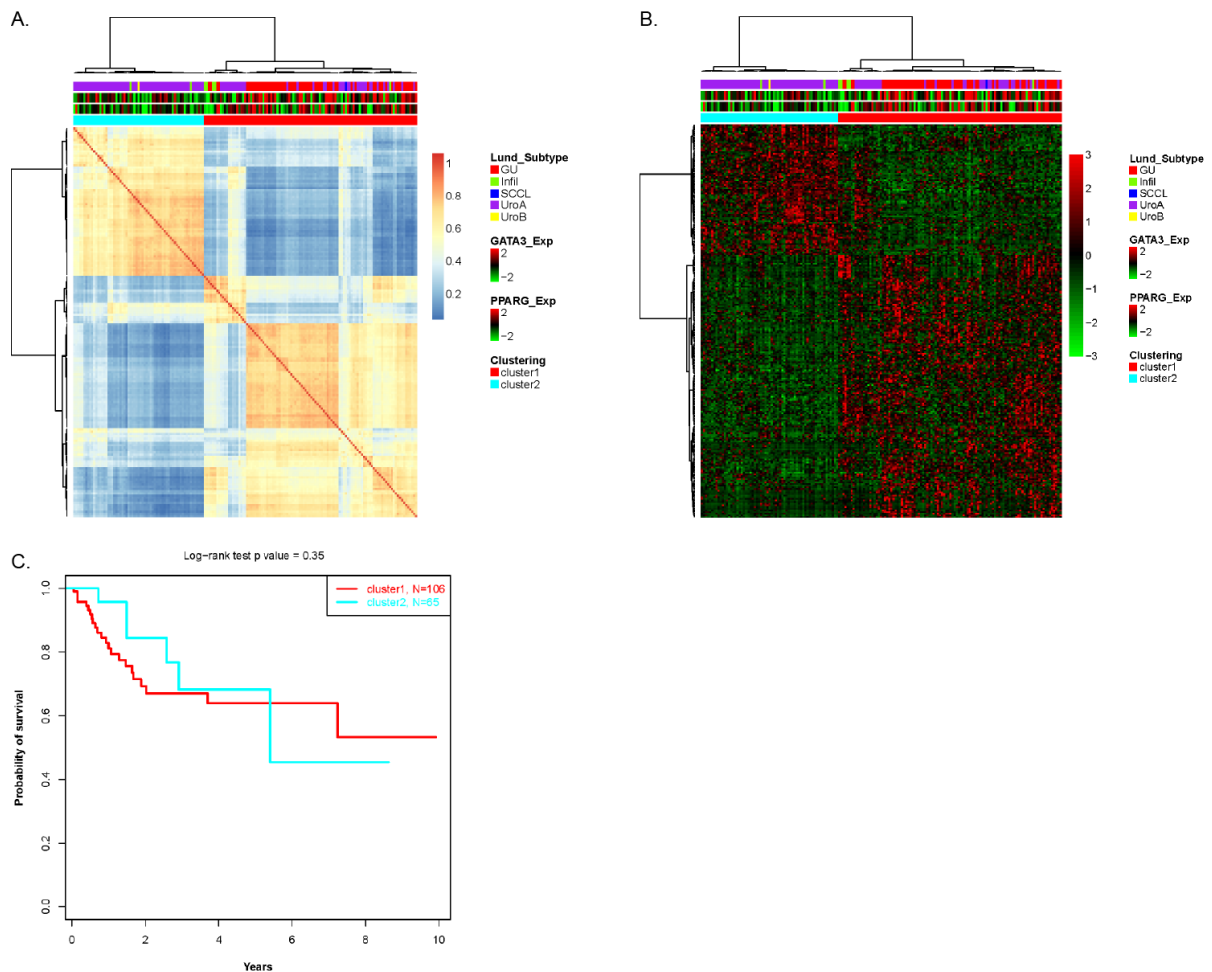 A.
1
0.8
0.6
0.4
0.2
Lund_Subtype
GU
Infil
SCCL
UroA
UroB
GATA3_Exp
2
−2
PPARG_Exp
2
−2
Clustering
cluster1
cluster2
B.
3
2
1
0
−1
−2
−3
Lund_Subtype
GU
Infil
SCCL
UroA
UroB
GATA3_Exp
2
−2
PPARG_Exp
2
−2
Clustering
cluster1
cluster2
C.
Log−rank test p value = 0.35
cluster1, N=106
cluster2, N=65
Probability of survival
1.0
0.8
0.6
0.4
0.2
0.0
0 2 4 6 8 10
Years